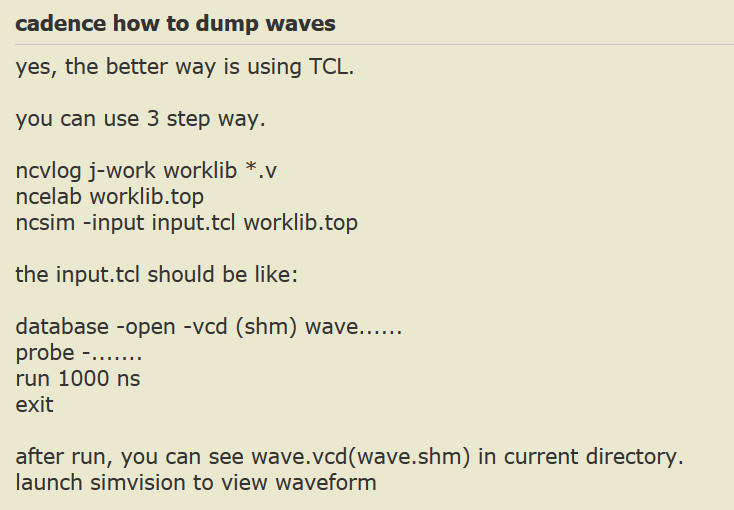 cadence how to dump waves
yes, the better way is using TCL.
you can use 3 step way.
ncvlog j-work worklib *.v
ncelab worklib.top
ncsim -input input.tcl worklib.top
the input.tcl should be like:
database -open -vcd (shm) wave......
probe -.......
run 1000 ns
exit
after run, you can see wave.vcd(wave.shm) in current directory.
launch simvision to view waveform